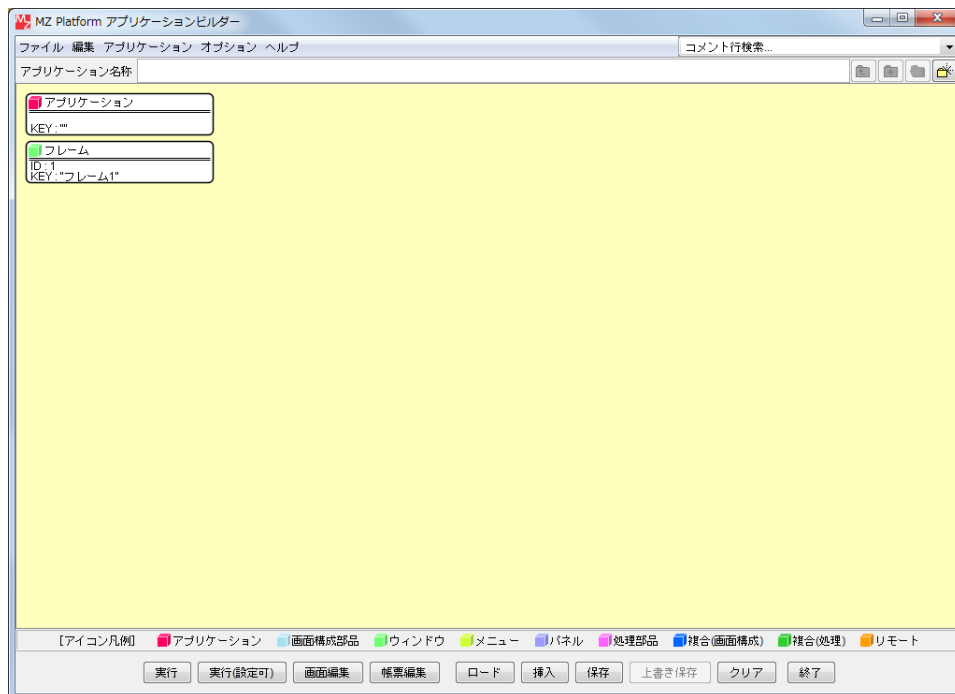 MZ Platform アプリケーションビルダー
ファイル 編集 アプリケーション オプション ヘルプ コメント行検索...
アプリケーション名称
アプリケーション
KEY:""
フレーム
ID:1
KEY:"フレーム1"
[アイコン凡例] アプリケーション 画面構成部品 ウィンドウ メニュー パネル 処理部品 複合(画面構成) 複合(処理) リモート
実行 実行(設定可) 画面編集 帳票編集 ロード 挿入 保存 上書き保存 クリア 終了